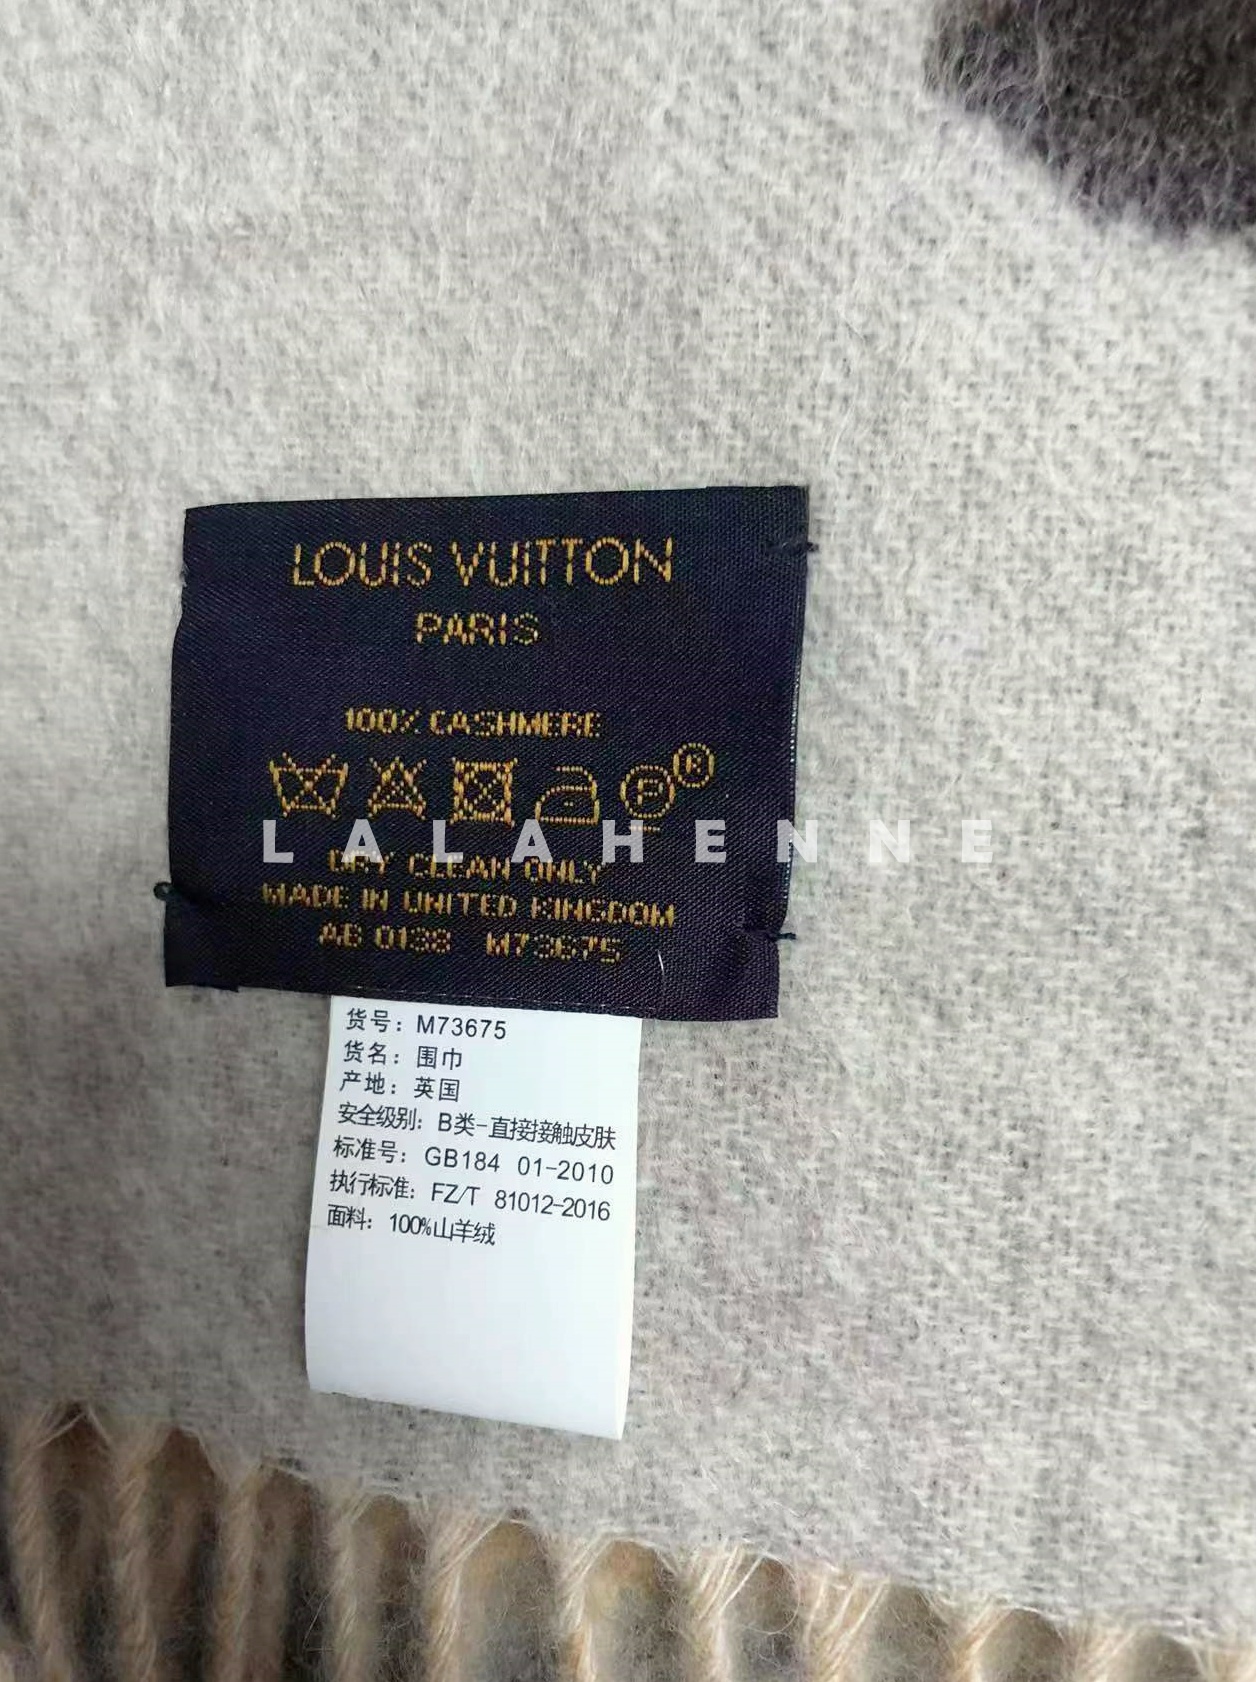 LOUIS VUITTON
PARIS
100% CASHMERE
P ®
LALAHENNE
DRY CLEAN ONLY
MADE IN UNITED KINGDOM
AB 0138 M73675
货号：M73675
货名：围巾
产地：英国
安全级别：B类-直接接触皮肤
标准号：GB184 01-2010
执行标准：FZ/T 81012-2016
面料：100%山羊绒